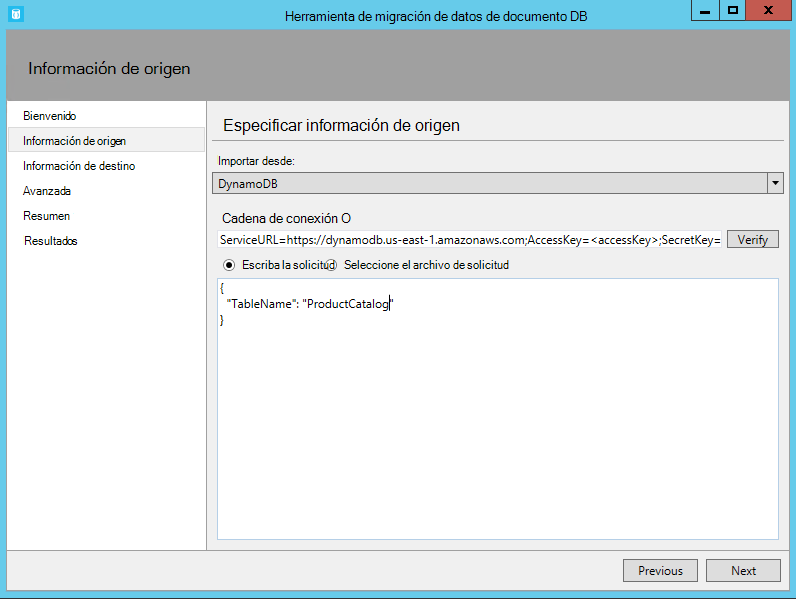 Herramienta de migración de datos de documento DB
Información de origen
Bienvenido
Información de origen
Información de destino
Avanzada
Resumen
Resultados
Especificar información de origen
Importar desde:
DynamoDB
Cadena de conexión O
ServiceURL=https://dynamodb.us-east-1.amazonaws.com;AccessKey=<accessKey>;SecretKey=
Verify
Escriba la solicitud
Seleccione el archivo de solicitud
{
"TableName": "ProductCatalog"
}
Previous
Next